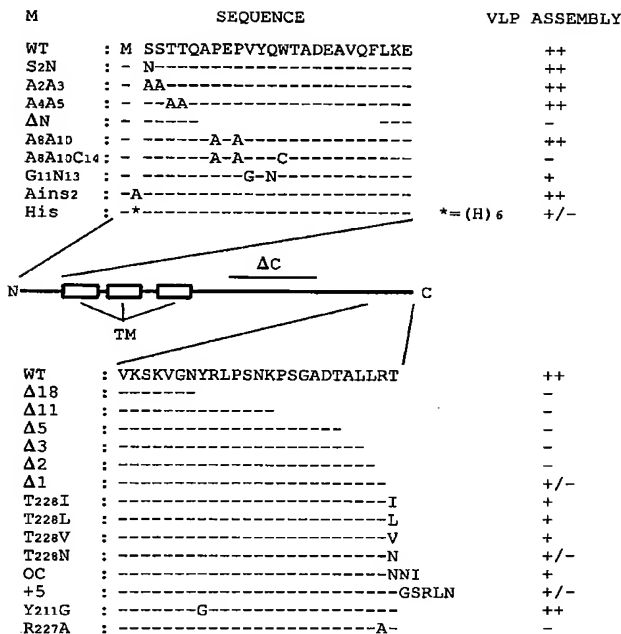 M SEQUENCE VLP ASSEMBLY
WT : M SSTTQAPEPVYQWTADEAVQFLKE ++
S2N : - N----------------------- ++
A2A3 : - AA---------------------- ++
A4A5 : - --AA-------------------- ++
ΔN : - ----- --- -
A8A10 : - ------A-A--------------- ++
A8A10C14 : - ------A-A---C----------- -
G11N13 : - ---------G-N------------ +
Ains2 : -A------------------------ ++
His : -*------------------------ *=(H)6 +/-
ΔC
N C
TM
WT : VKSKVGNYRLPSNKPSGADTALLRT ++
Δ18 : ------- -
Δ11 : -------------- -
Δ5 : -------------------- -
Δ3 : ---------------------- -
Δ2 : ----------------------- -
Δ1 : ------------------------ +/-
T228I : ------------------------I +
T228L : ------------------------L +
T228V : ------------------------V +
T228N : ------------------------N +/-
OC : ------------------------NNI +
+5 : -------------------------GSRLN +/-
Y211G : -------G----------------- ++
R227A : -----------------------A- -